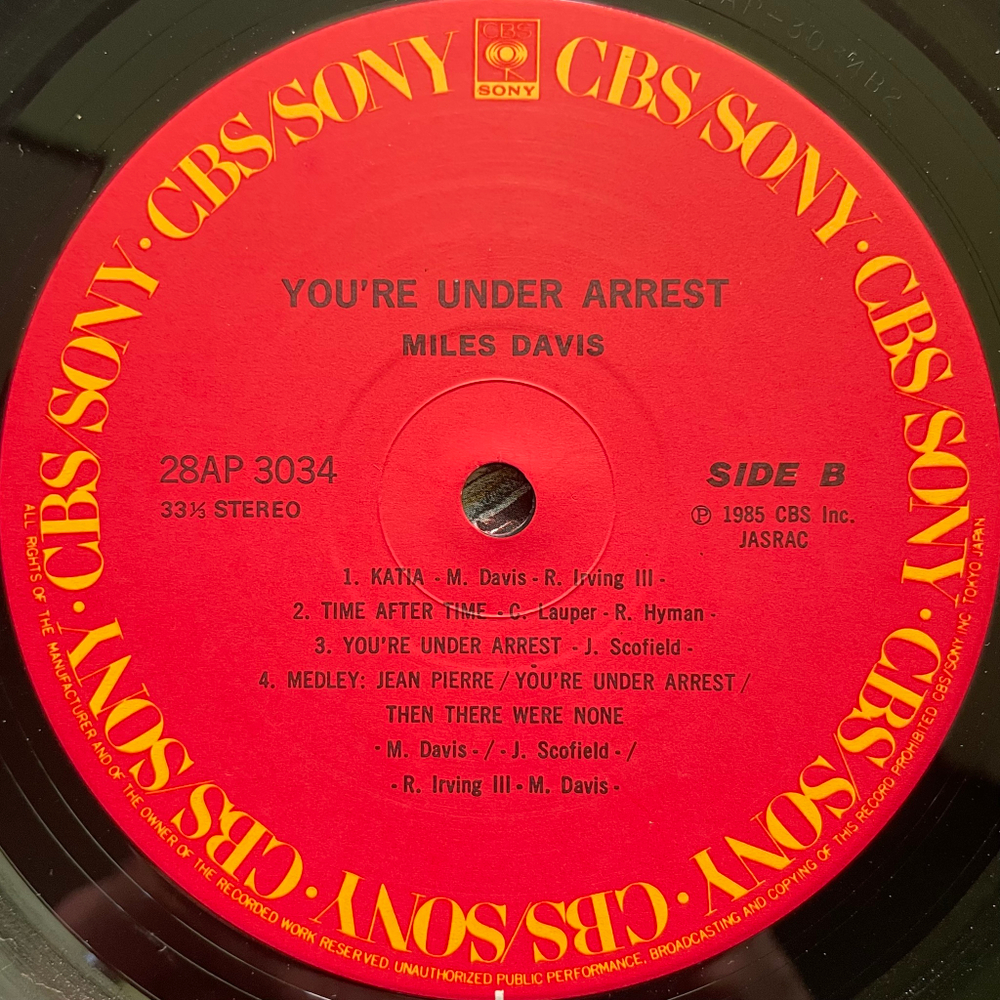 CBS
SONY
CBS/SONY · CBS/SONY · CBS/SONY · CBS/SONY · CBS/SONY · CBS/SONY · CBS/SONY · CBS/SONY
YOU'RE UNDER ARREST
MILES DAVIS
28AP 3034
33⅓ STEREO
SIDE B
Ⓟ 1985 CBS Inc.
JASRAC
1. KATIA - M. Davis - R. Irving III -
2. TIME AFTER TIME - C. Lauper - R. Hyman -
3. YOU'RE UNDER ARREST - J. Scofield -
4. MEDLEY: JEAN PIERRE / YOU'RE UNDER ARREST /
THEN THERE WERE NONE
- M. Davis - / - J. Scofield - /
- R. Irving III - M. Davis -
ALL RIGHTS OF THE MANUFACTURER AND OF THE OWNER OF THE RECORDED WORK RESERVED. UNAUTHORIZED PUBLIC PERFORMANCE, BROADCASTING AND COPYING OF THIS RECORD PROHIBITED CBS/SONY INC. TOKYO JAPAN